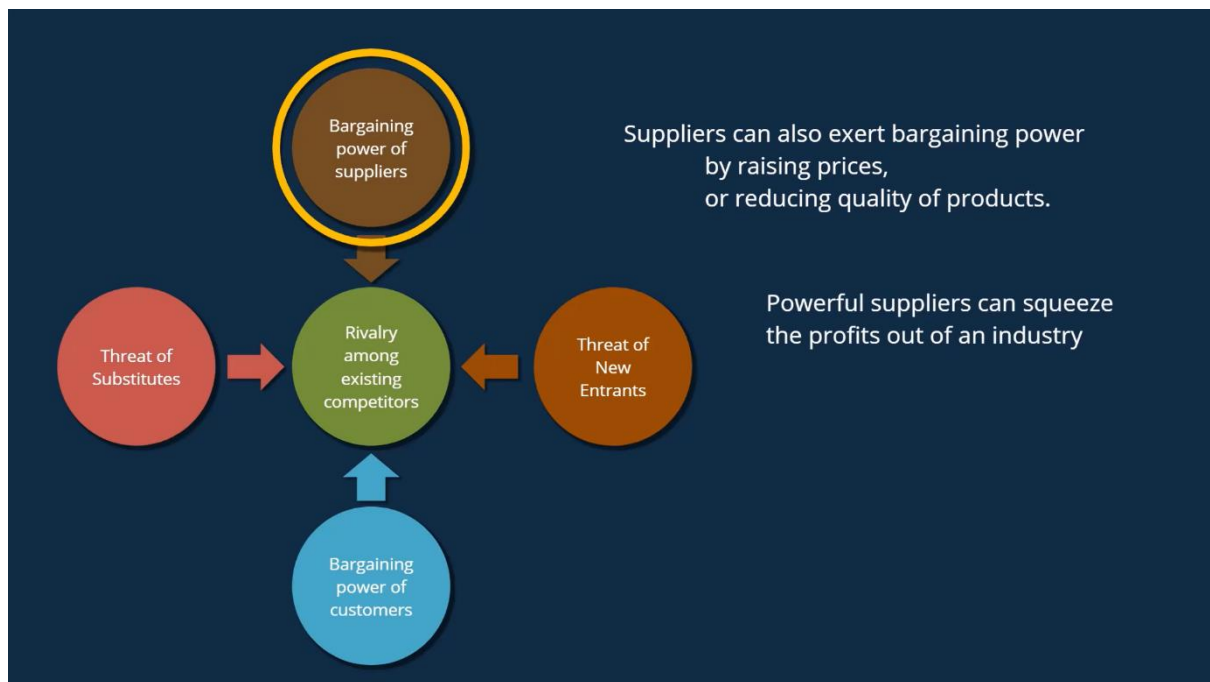 Bargaining
power of
suppliers
Suppliers can also exert bargaining power
by raising prices,
or reducing quality of products.
Threat of
Substitutes
Rivalry
among
existing
competitors
Threat of
New
Entrants
Powerful suppliers can squeeze
the profits out of an industry
Bargaining
power of
customers